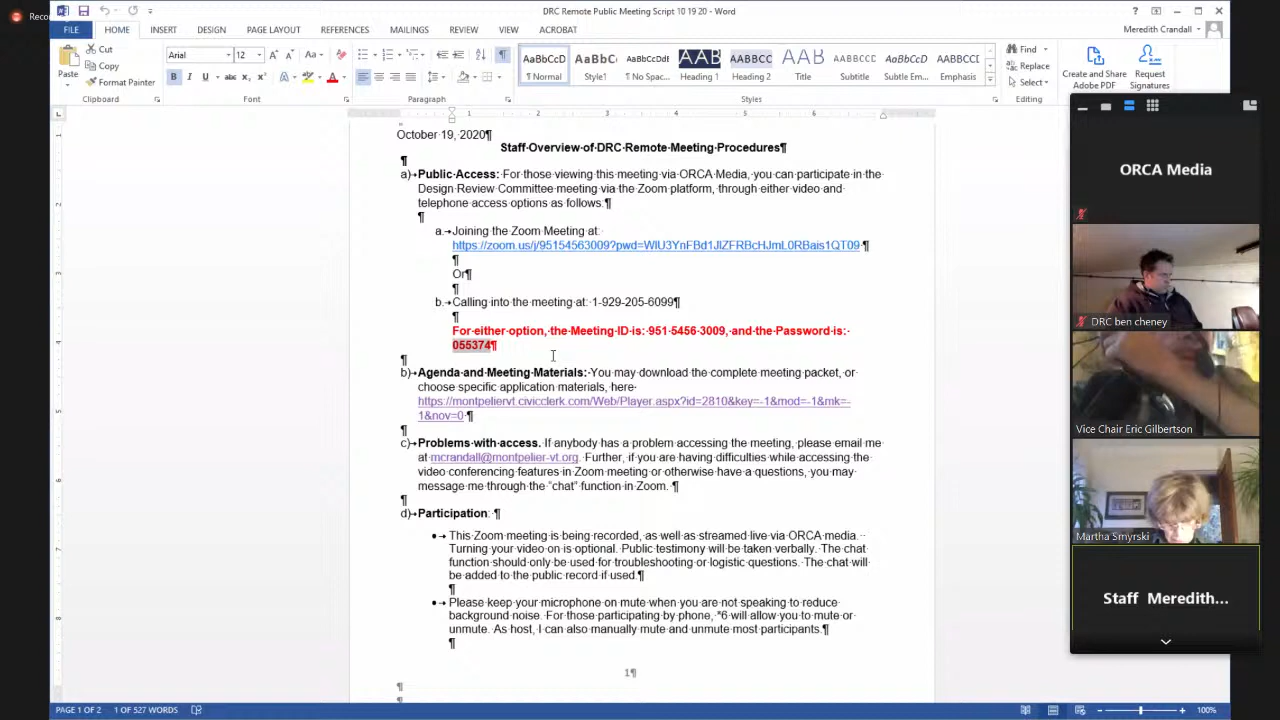 Reco
DRC Remote Public Meeting Script 10 19 20 - Word
FILE HOME INSERT DESIGN PAGE LAYOUT REFERENCES MAILINGS REVIEW VIEW ACROBAT Meredith Crandall
Paste Cut Copy Format Painter
Arial 12
AaBbCcD AaBbC AaBbCcDdE AAB AABBCC AAB AABBCCD AaBbCcD AABBCCD
¶ Normal Style1 ¶ No Spac... Heading 1 Heading 2 Title Subtitle Subtle Em... Emphasis
Find Replace Select
Create and Share Adobe PDF Request Signatures
Clipboard Font Paragraph Styles Editing
October 19, 2020¶
Staff Overview of DRC Remote Meeting Procedures¶
¶
a) Public Access: For those viewing this meeting via ORCA Media, you can participate in the
Design Review Committee meeting via the Zoom platform, through either video and
telephone access options as follows:¶
¶
a. Joining the Zoom Meeting at:
https://zoom.us/j/95154563009?pwd=WlU3YnFBd1JlZFRBcHJmL0RBais1QT09 ¶
¶
Or¶
¶
b. Calling into the meeting at: 1-929-205-6099¶
¶
For either option, the Meeting ID is: 951 5456 3009, and the Password is:
055374¶
¶
b) Agenda and Meeting Materials: You may download the complete meeting packet, or
choose specific application materials, here
https://montpeliervt.civicclerk.com/Web/Player.aspx?id=2810&key=-1&mod=-1&mk=-
1&nov=0 ¶
¶
c) Problems with access. If anybody has a problem accessing the meeting, please email me
at mcrandall@montpelier-vt.org. Further, if you are having difficulties while accessing the
video conferencing features in Zoom meeting or otherwise have a questions, you may
message me through the “chat” function in Zoom. ¶
¶
d) Participation: ¶
• This Zoom meeting is being recorded, as well as streamed live via ORCA media.
Turning your video on is optional. Public testimony will be taken verbally. The chat
function should only be used for troubleshooting or logistic questions. The chat will
be added to the public record if used.¶
¶
• Please keep your microphone on mute when you are not speaking to reduce
background noise. For those participating by phone, *6 will allow you to mute or
unmute. As host, I can also manually mute and unmute most participants.¶
¶
1¶
¶
¶
ORCA Media
DRC ben cheney
Vice Chair Eric Gilbertson
Martha Smyrski
Staff Meredith...
PAGE 1 OF 2 1 OF 527 WORDS 100%